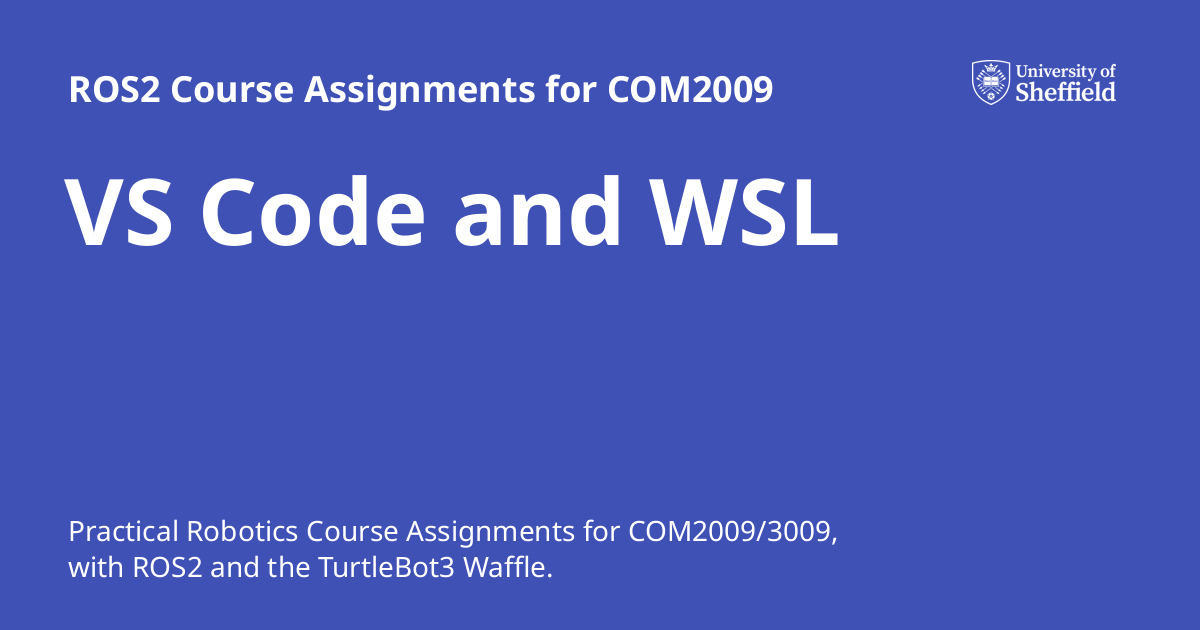 ROS2 Course Assignments for COM2009
University of
Sheffield
VS Code and WSL
Practical Robotics Course Assignments for COM2009/3009,
with ROS2 and the TurtleBot3 Waffle.